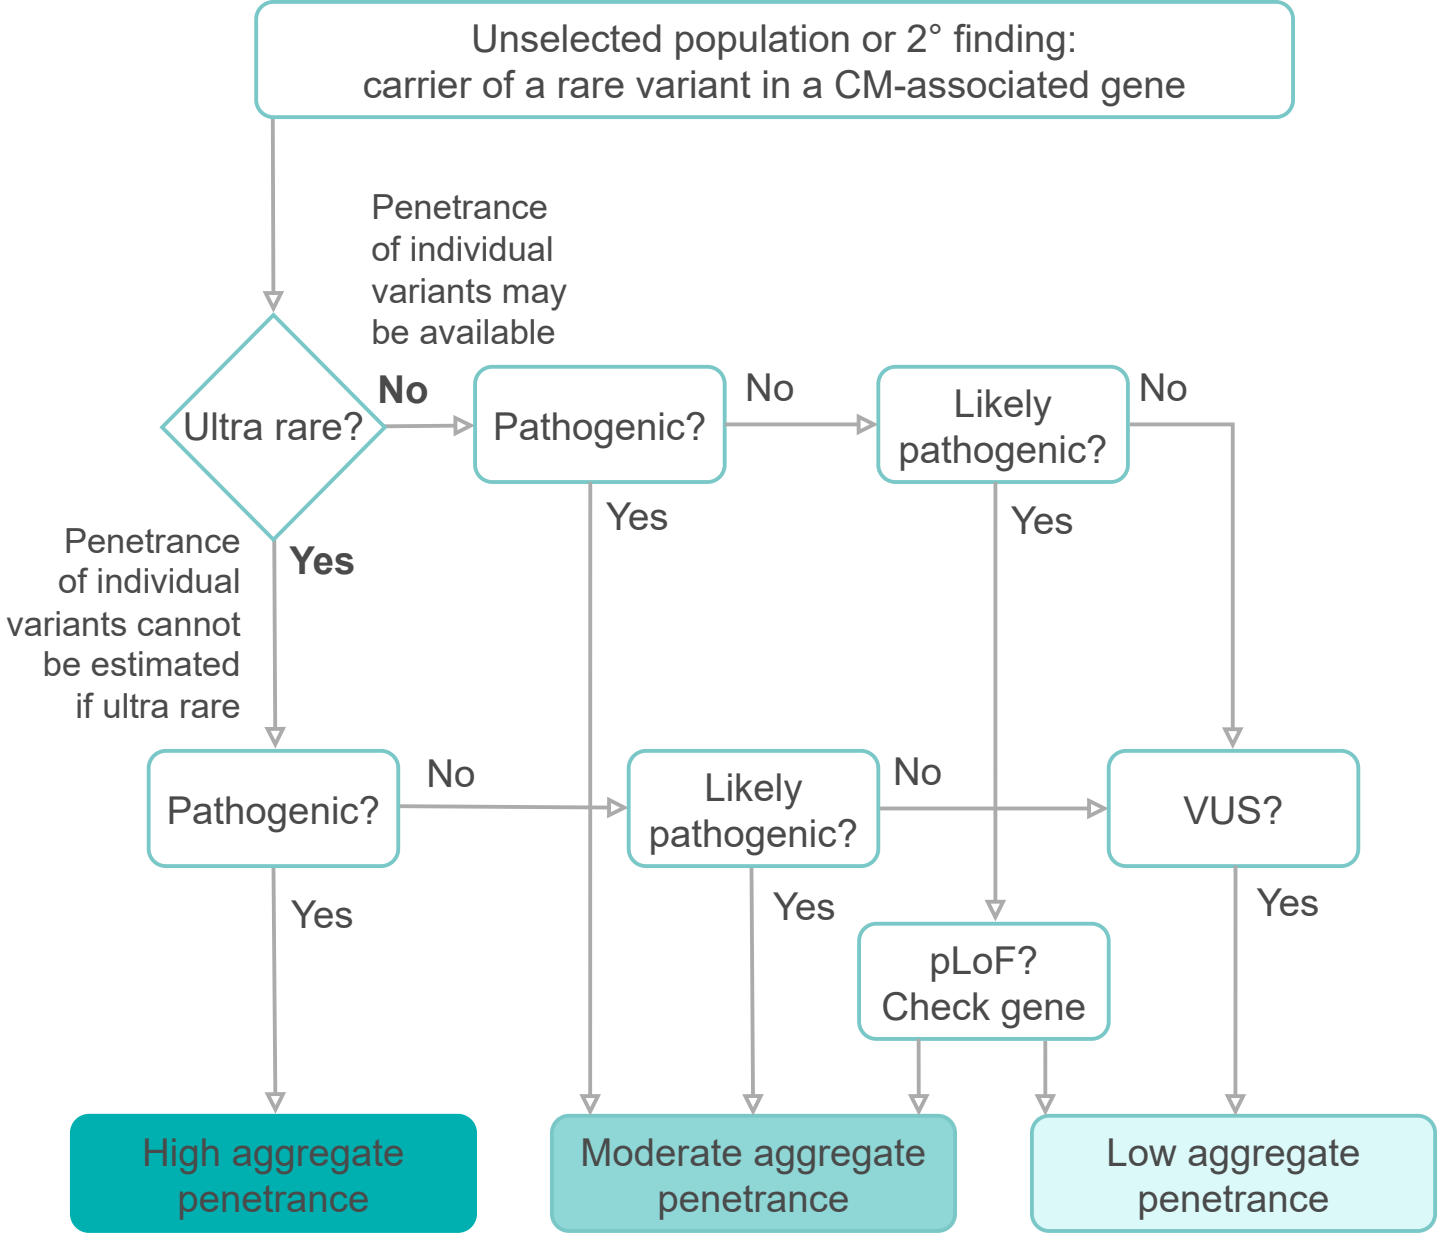 Unselected population or 2° finding:
carrier of a rare variant in a CM-associated gene
Penetrance
of individual
variants may
be available
Ultra rare?
No
Pathogenic?
No
Likely
pathogenic?
No
Yes
Yes
Penetrance
of individual
variants cannot
be estimated
if ultra rare
Yes
Pathogenic?
No
Likely
pathogenic?
No
VUS?
Yes
Yes
Yes
pLoF?
Check gene
High aggregate
penetrance
Moderate aggregate
penetrance
Low aggregate
penetrance